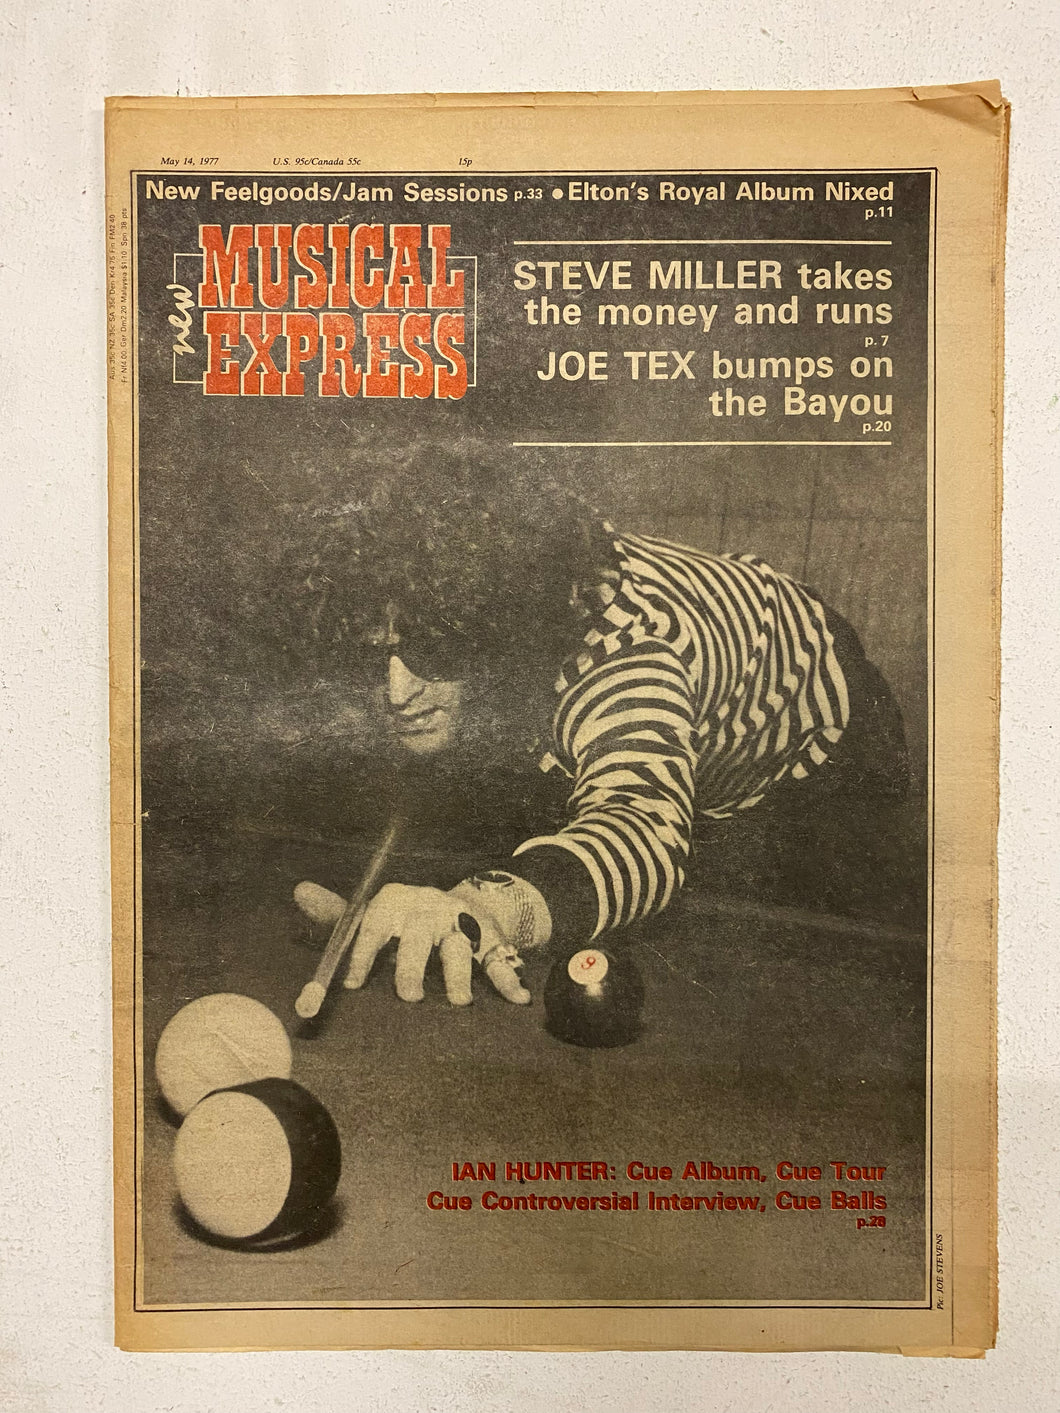 May 14, 1977 U.S. 95c/Canada 55c 15p
New Feelgoods/Jam Sessions p.33 ● Elton's Royal Album Nixed
p.11
new
MUSICAL
EXPRESS
STEVE MILLER takes
the money and runs
p. 7
JOE TEX bumps on
the Bayou
p.20
9
IAN HUNTER: Cue Album, Cue Tour
Cue Controversial Interview, Cue Balls
p.28
Pic: JOE STEVENS